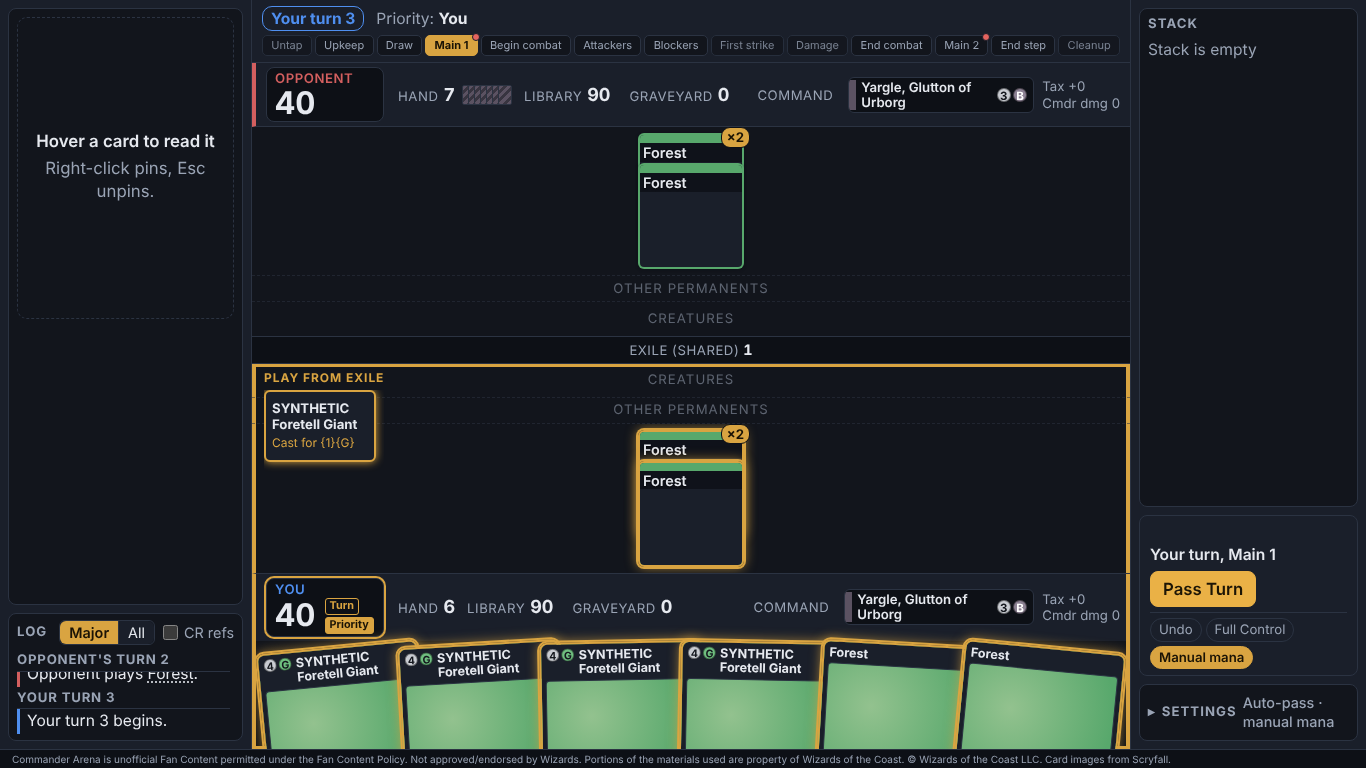 Hover a card to read it
Right-click pins, Esc
unpins.
LOG Major All CR refs
OPPONENT'S TURN 2
Opponent plays Forest.
YOUR TURN 3
Your turn 3 begins.
Your turn 3 Priority: You
Untap Upkeep Draw Main 1 Begin combat Attackers Blockers First strike Damage End combat Main 2 End step Cleanup
OPPONENT
40
HAND 7 LIBRARY 90 GRAVEYARD 0 COMMAND
Yargle, Glutton of
Urborg
3 B
Tax +0
Cmdr dmg 0
×2
Forest
Forest
OTHER PERMANENTS
CREATURES
EXILE (SHARED) 1
PLAY FROM EXILE
SYNTHETIC
Foretell Giant
Cast for {1}{G}
CREATURES
OTHER PERMANENTS
×2
Forest
Forest
YOU
40
Turn
Priority
HAND 6 LIBRARY 90 GRAVEYARD 0 COMMAND
Yargle, Glutton of
Urborg
3 B
Tax +0
Cmdr dmg 0
4 G SYNTHETIC
Foretell Giant
4 G SYNTHETIC
Foretell Giant
4 G SYNTHETIC
Foretell Giant
4 G SYNTHETIC
Foretell Giant
Forest
Forest
STACK
Stack is empty
Your turn, Main 1
Pass Turn
Undo Full Control
Manual mana
▸ SETTINGS Auto-pass ·
manual mana
Commander Arena is unofficial Fan Content permitted under the Fan Content Policy. Not approved/endorsed by Wizards. Portions of the materials used are property of Wizards of the Coast. © Wizards of the Coast LLC. Card images from Scryfall.